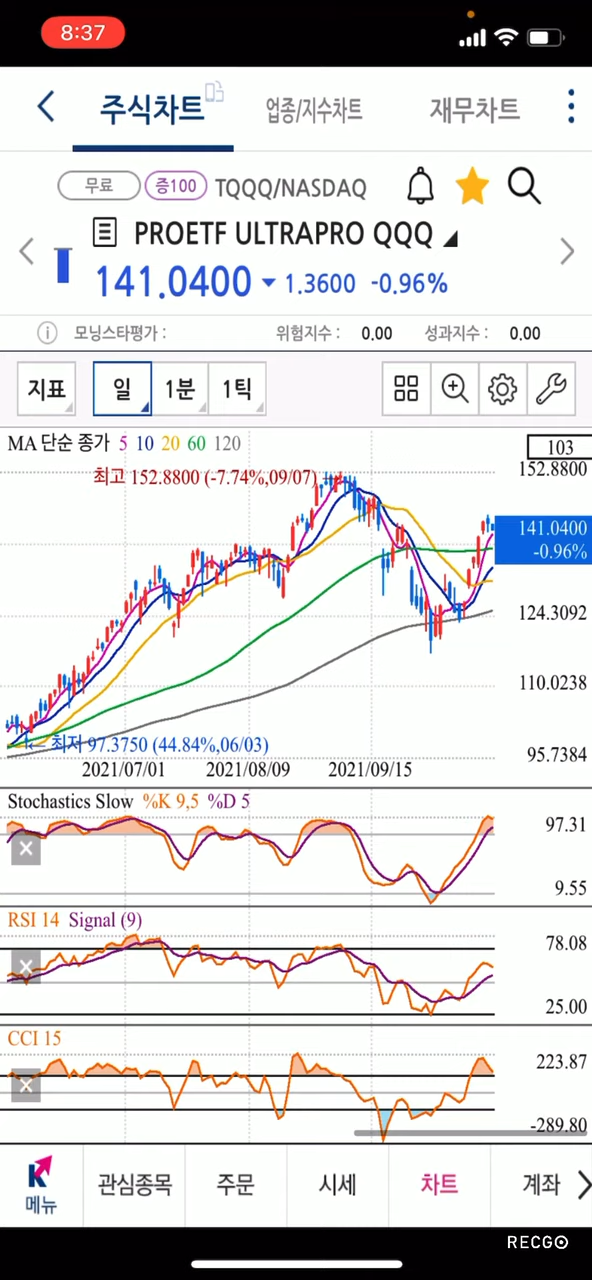 8:37
주식차트 업종/지수차트 재무차트
무료 증100 TQQQ/NASDAQ
PROETF ULTRAPRO QQQ
141.0400 1.3600 -0.96%
모닝스타평가 : 위험지수 : 0.00 성과지수 : 0.00
지표 일 1분 1틱
MA 단순 종가 5 10 20 60 120
103
최고 152.8800 (-7.74%,09/07)
152.8800
141.0400
-0.96%
124.3092
110.0238
최저 97.3750 (44.84%,06/03)
95.7384
2021/07/01 2021/08/09 2021/09/15
Stochastics Slow %K 9,5 %D 5
97.31
9.55
RSI 14 Signal (9)
78.08
25.00
CCI 15
223.87
-289.80
K
메뉴 관심종목 주문 시세 차트 계좌
RECGO